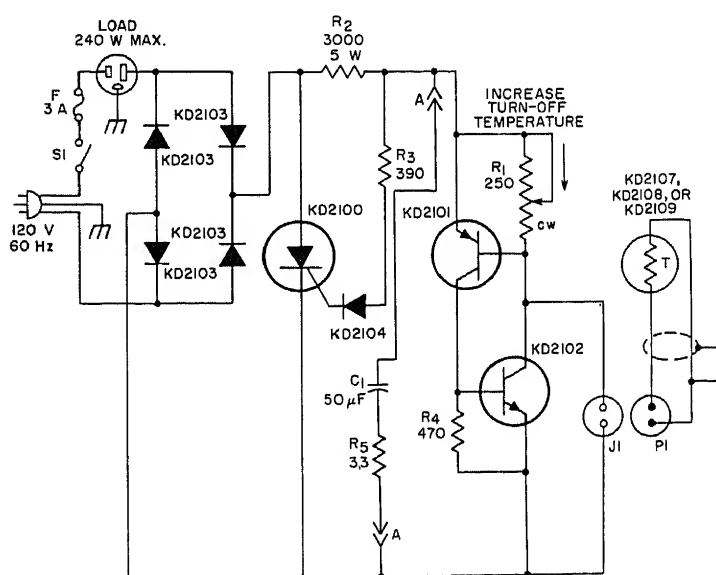 LOAD
240 W MAX.
F
3 A
S1
120 V
60 Hz
KD2103
KD2103
KD2103
KD2103
R2
3000
5 W
A
R3
390
KD2100
KD2104
C1
50 µF
R5
3,3
A
INCREASE
TURN-OFF
TEMPERATURE
R1
250
CW
KD2101
KD2102
R4
470
KD2107,
KD2108, OR
KD2109
T
J1
P1